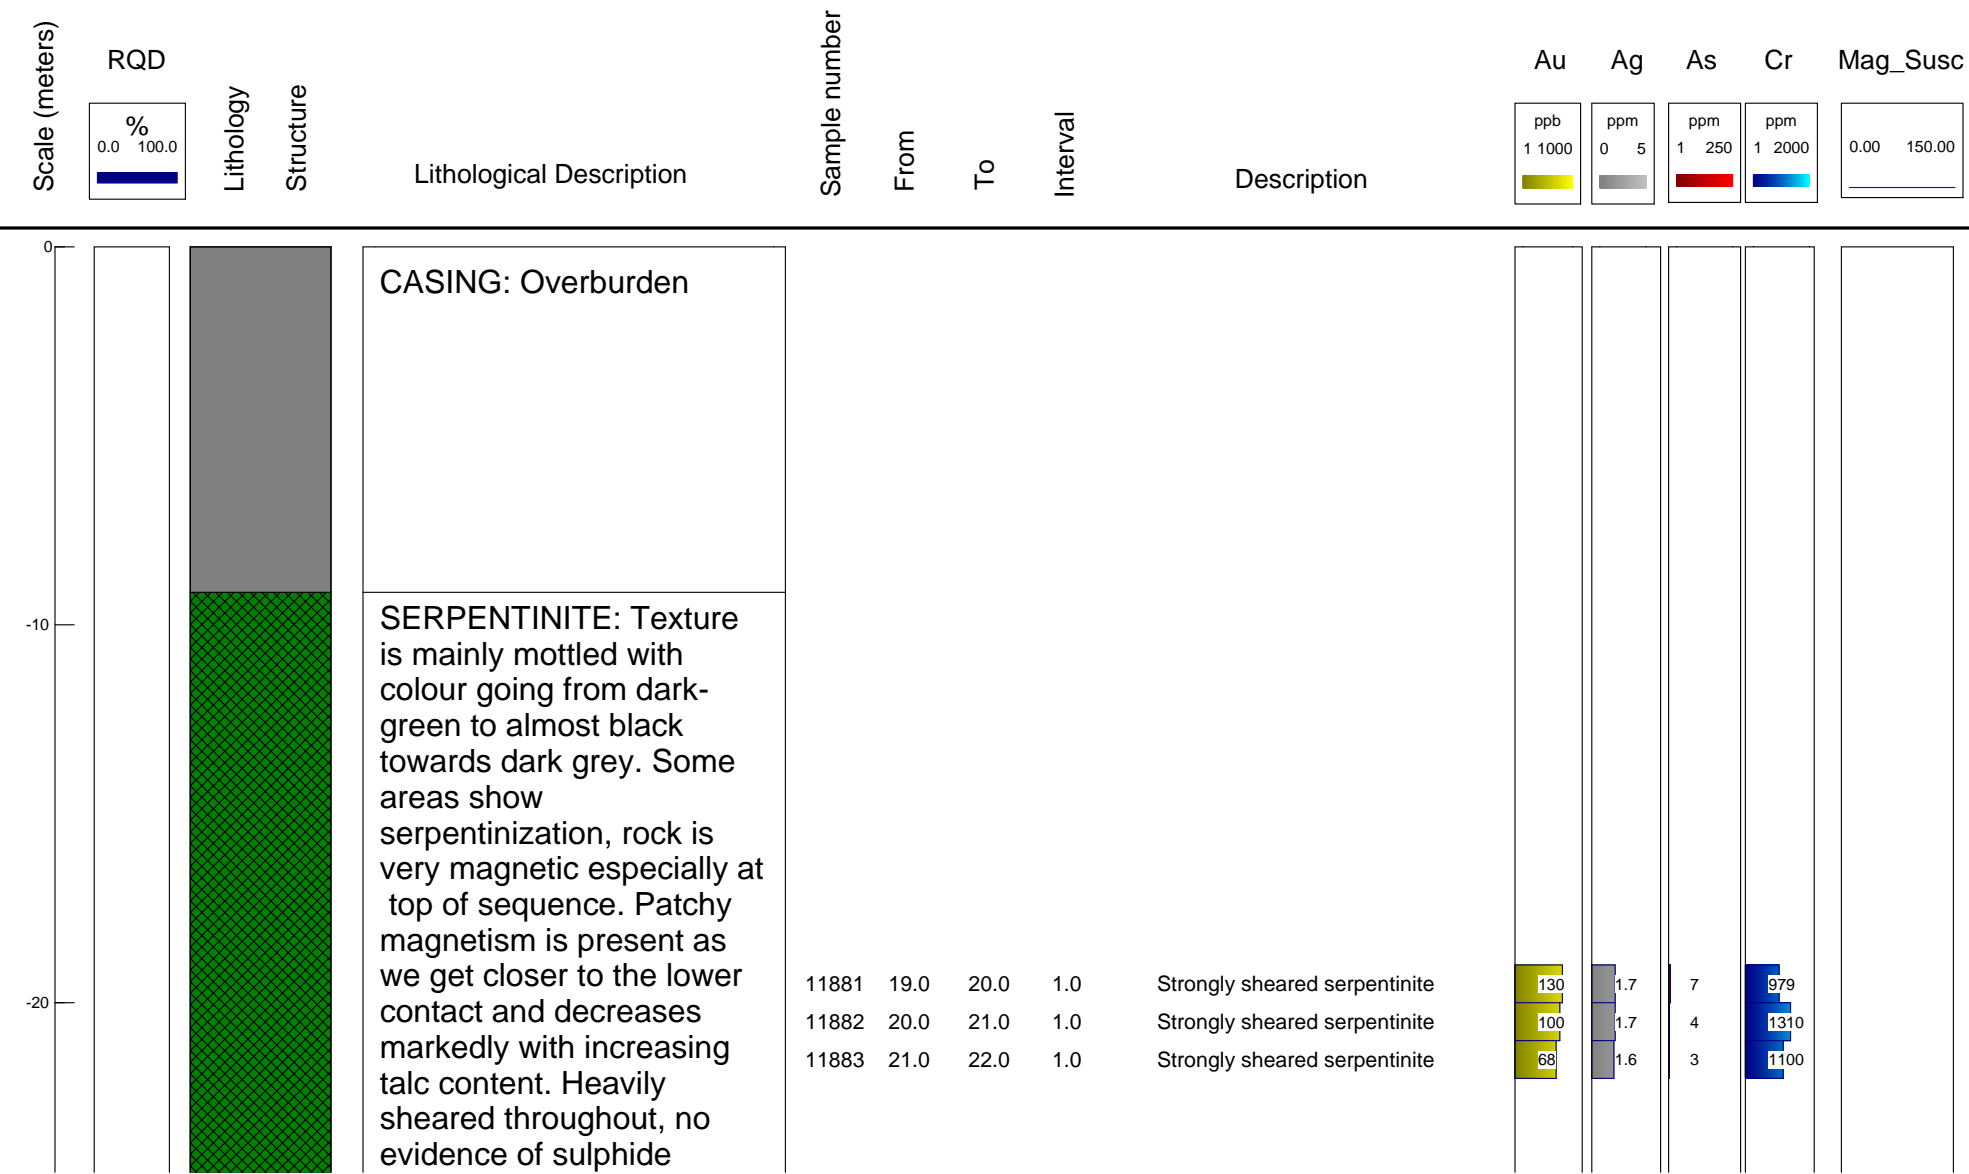 Scale (meters)
RQD
%
0.0 100.0
Lithology
Structure
Lithological Description
Sample number
From
To
Interval
Description
Au
ppb
1 1000
Ag
ppm
0 5
As
ppm
1 250
Cr
ppm
1 2000
Mag_Susc
0.00 150.00
0
CASING: Overburden
-10
SERPENTINITE: Texture
is mainly mottled with
colour going from dark-
green to almost black
towards dark grey. Some
areas show
serpentinization, rock is
very magnetic especially at
top of sequence. Patchy
magnetism is present as
we get closer to the lower
contact and decreases
markedly with increasing
talc content. Heavily
sheared throughout, no
evidence of sulphide
-20
11881 19.0 20.0 1.0 Strongly sheared serpentinite 130 1.7 7 979
11882 20.0 21.0 1.0 Strongly sheared serpentinite 100 1.7 4 1310
11883 21.0 22.0 1.0 Strongly sheared serpentinite 68 1.6 3 1100